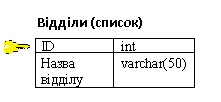 Відділи (список)
ID int
Назва varchar(50)
відділу